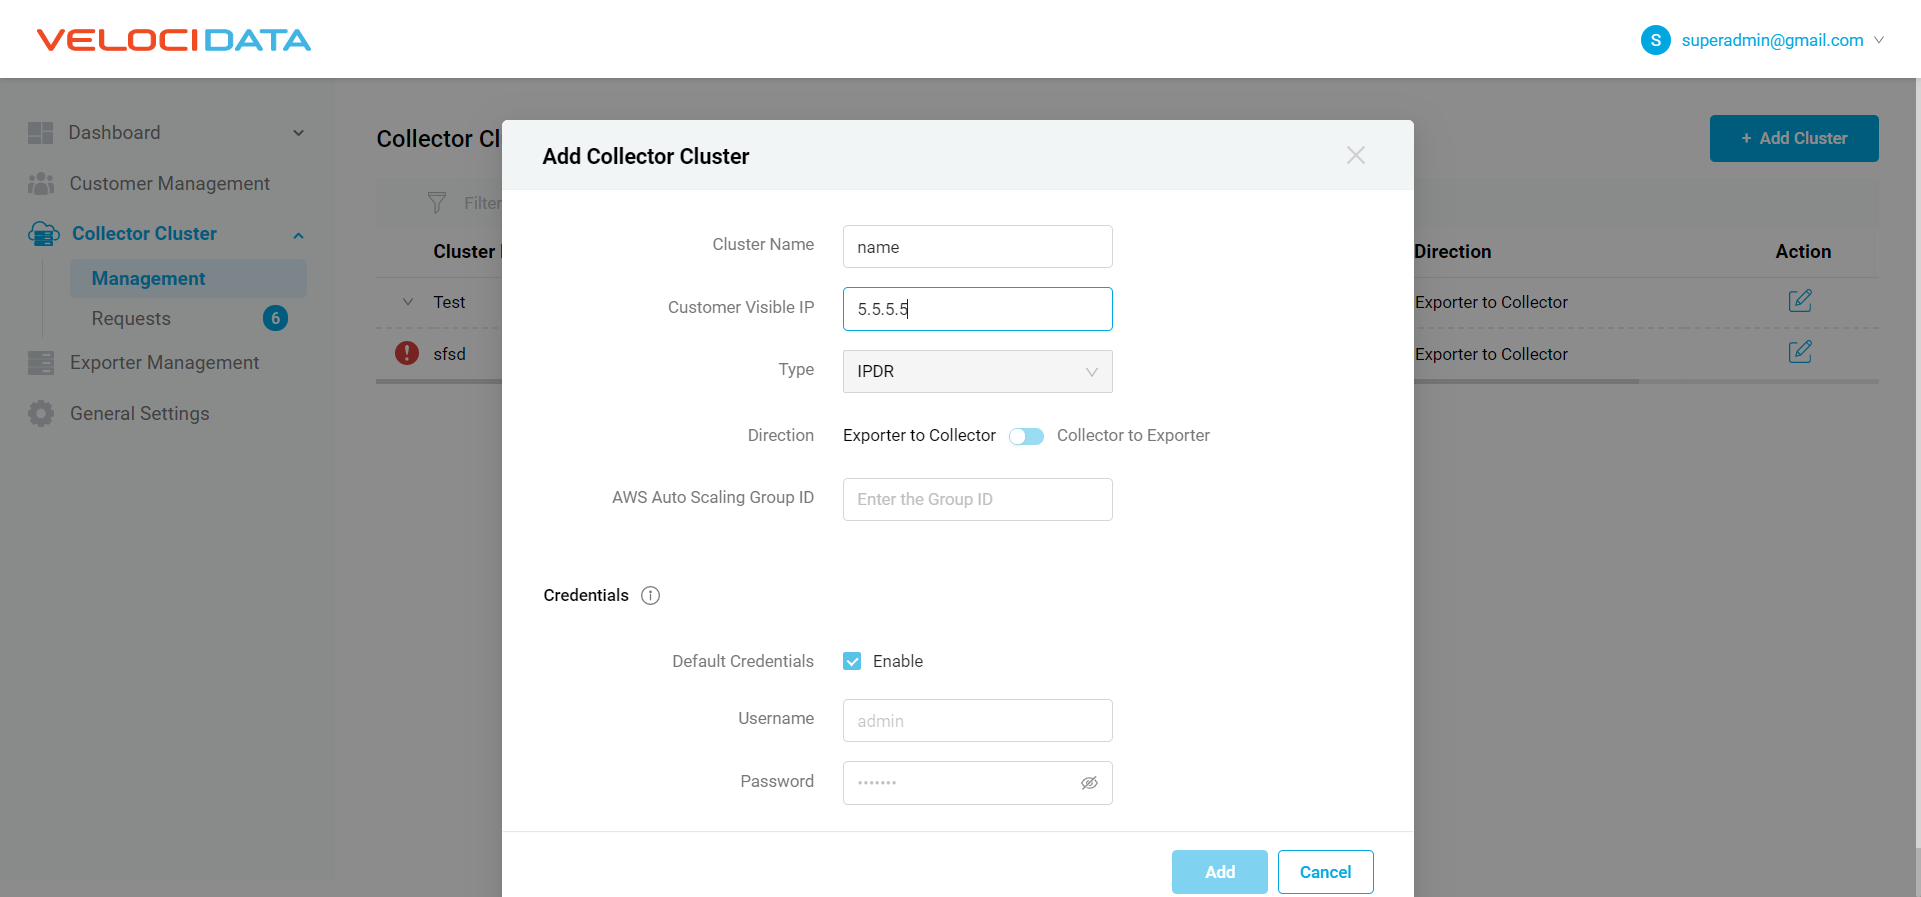 VELOCIDATA
S superadmin@gmail.com
Dashboard
Customer Management
Collector Cluster
Management
Requests 6
Exporter Management
General Settings
Collector Cl
+ Add Cluster
Filter
Cluster
Direction
Action
Test
Exporter to Collector
sfsd
Exporter to Collector
Add Collector Cluster
Cluster Name name
Customer Visible IP 5.5.5.5
Type IPDR
Direction Exporter to Collector Collector to Exporter
AWS Auto Scaling Group ID Enter the Group ID
Credentials
Default Credentials Enable
Username admin
Password •••••••
Add Cancel